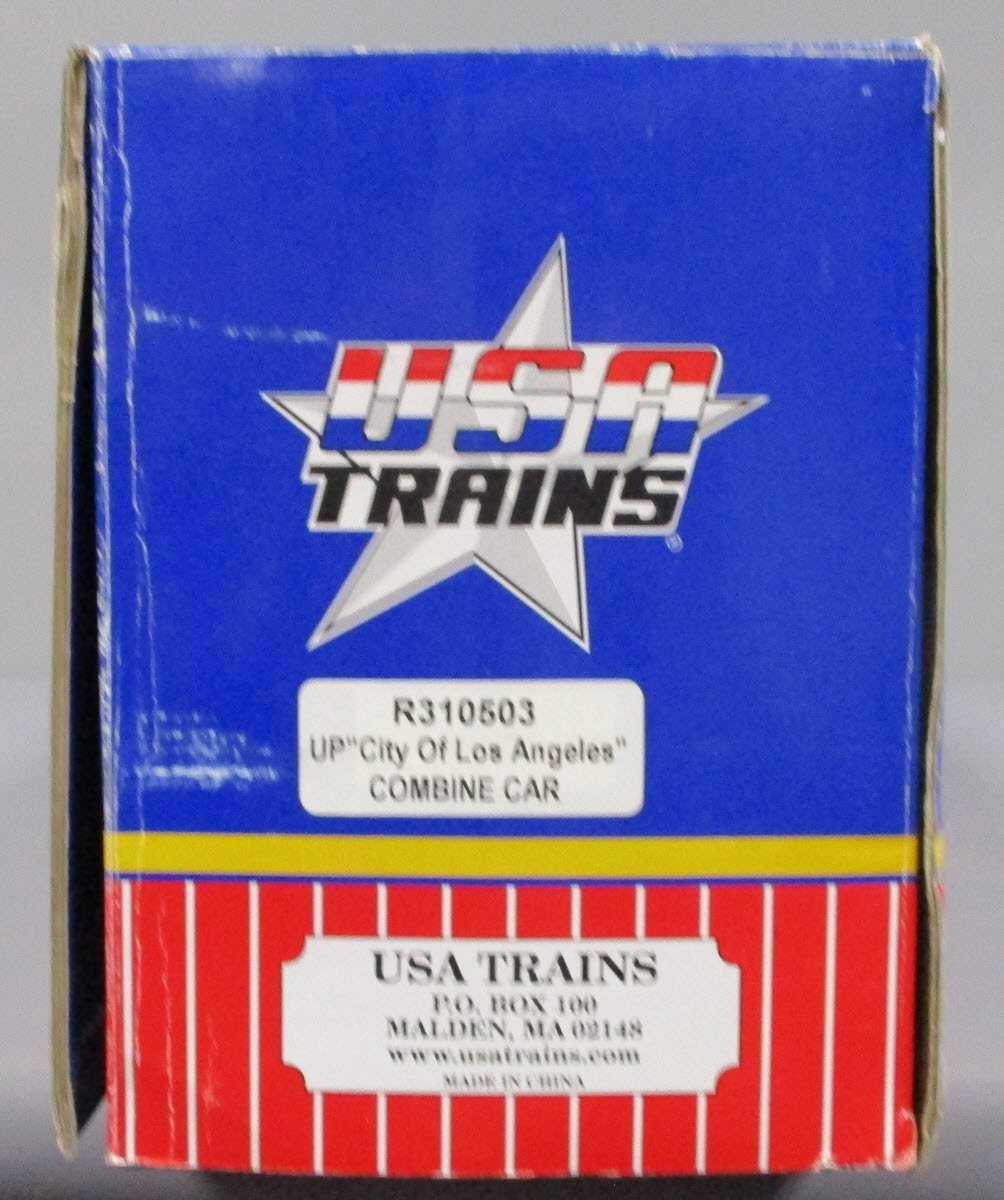 USA
TRAINS
®
R310503
UP"City Of Los Angeles"
COMBINE CAR
USA TRAINS
P.O. BOX 100
MALDEN, MA 02148
www.usatrains.com
MADE IN CHINA